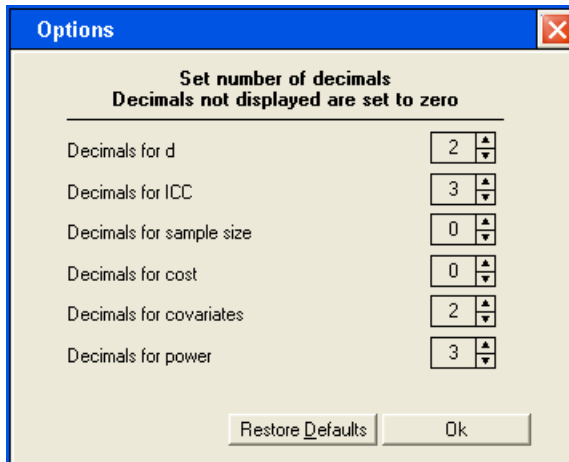 Options
Set number of decimals
Decimals not displayed are set to zero
Decimals for d 2
Decimals for ICC 3
Decimals for sample size 0
Decimals for cost 0
Decimals for covariates 2
Decimals for power 3
Restore Defaults Ok